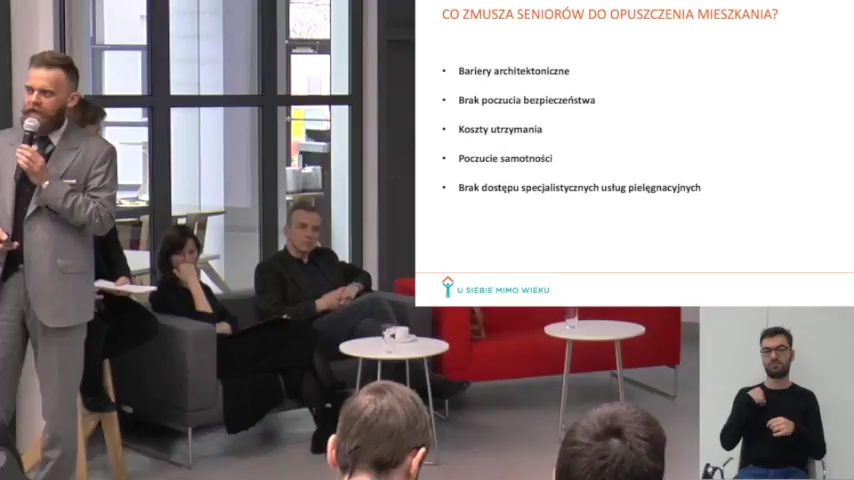 CO ZMUSZA SENIORÓW DO OPUSZCZENIA MIESZKANIA?
• Bariery architektoniczne
• Brak poczucia bezpieczeństwa
• Koszty utrzymania
• Poczucie samotności
• Brak dostępu specjalistycznych usług pielęgnacyjnych
U SIEBIE MIMO WIEKU